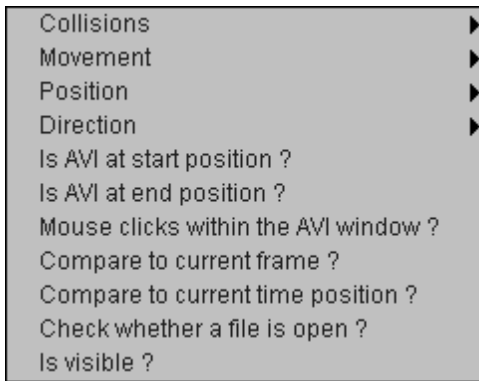 Collisions
Movement
Position
Direction
Is AVI at start position ?
Is AVI at end position ?
Mouse clicks within the AVI window ?
Compare to current frame ?
Compare to current time position ?
Check whether a file is open ?
Is visible ?